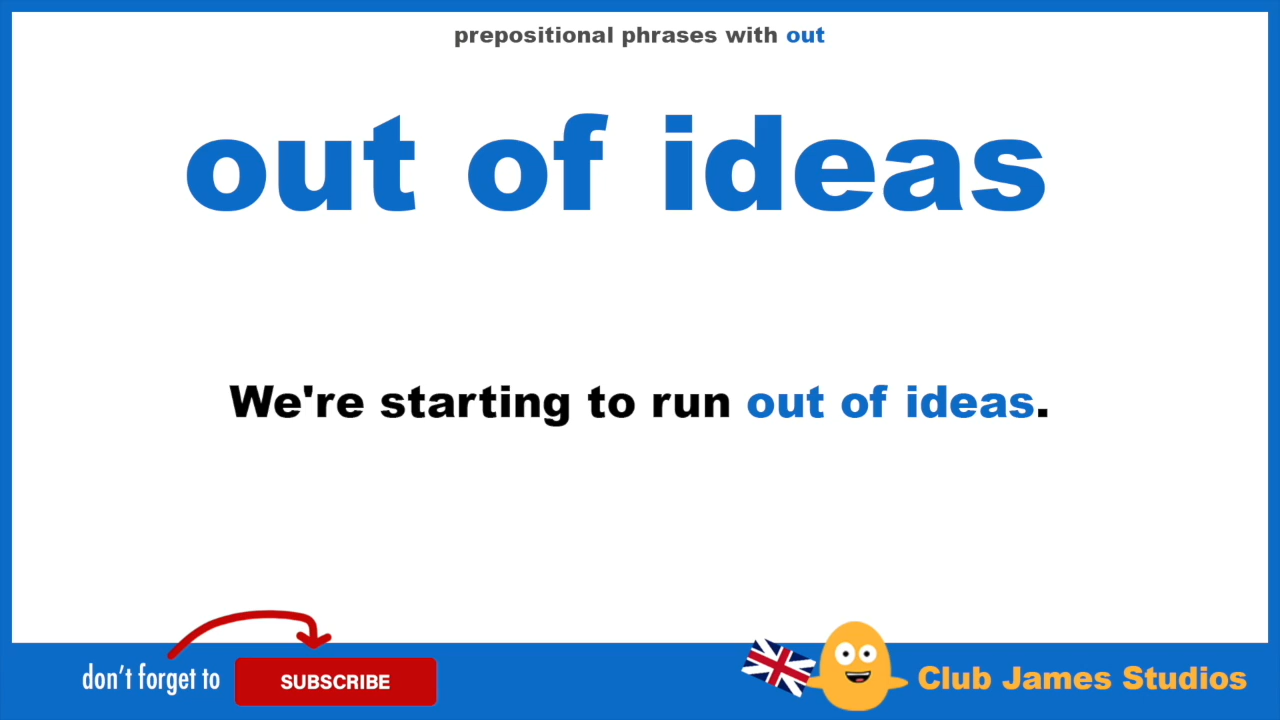 prepositional phrases with out
out of ideas
We're starting to run out of ideas.
don't forget to SUBSCRIBE
Club James Studios